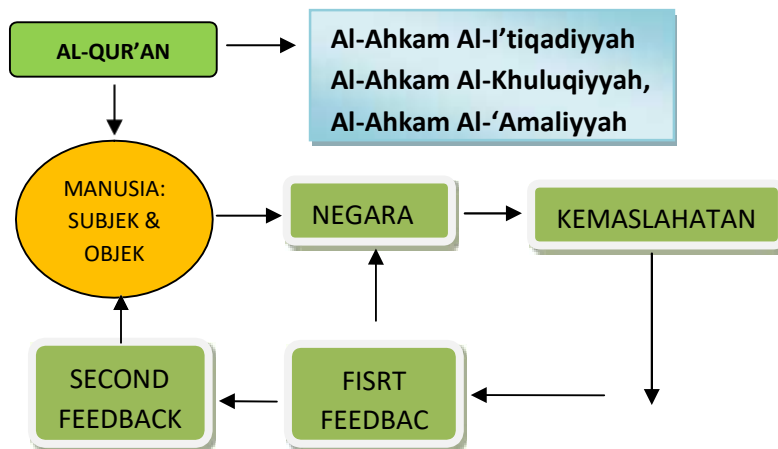 AL-QUR’AN
Al-Ahkam Al-I’tiqadiyyah
Al-Ahkam Al-Khuluqiyyah,
Al-Ahkam Al-‘Amaliyyah
MANUSIA:
SUBJEK &
OBJEK
NEGARA
KEMASLAHATAN
SECOND
FEEDBACK
FISRT
FEEDBAC